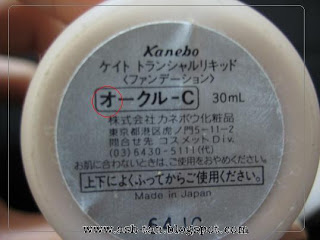 Kanebo
ケイト トランシャルリキッド
〈ファンデーション〉
オークル-C 30mL
株式会社カネボウ化粧品
東京都港区虎ノ門5-11-2
問合せ先 コスメットDiv.
(03)6430-5111(代)
お肌に合わないときは、ご使用をおやめください。
上下によくふってからご使用ください。
Made in Japan